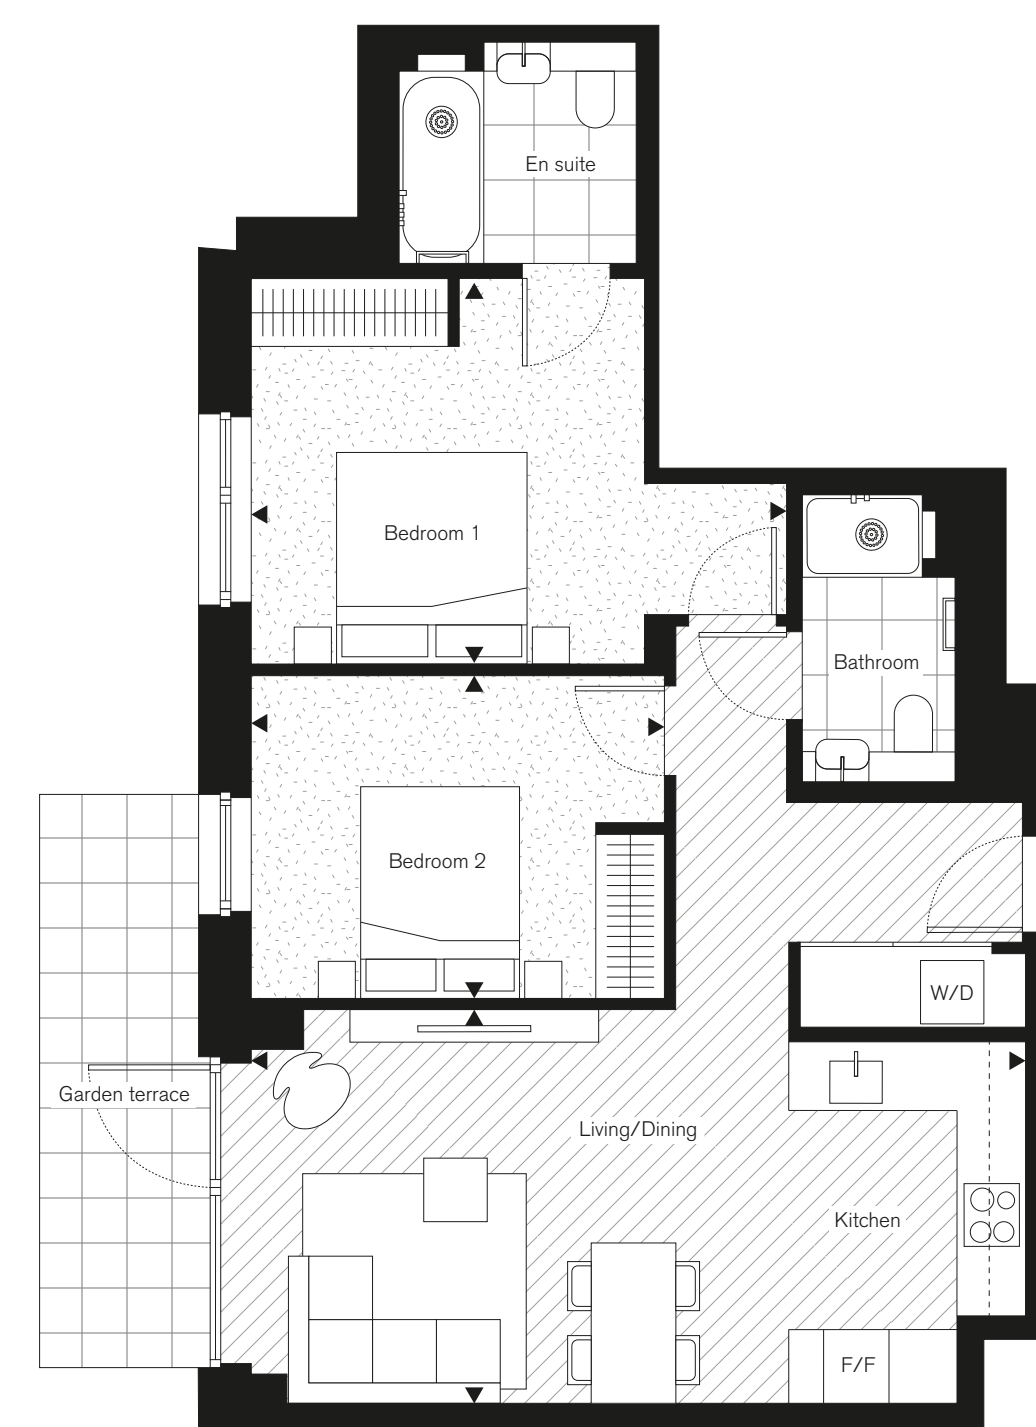 En suite
Bedroom 1
Bathroom
Bedroom 2
W/D
Garden terrace
Living/Dining
Kitchen
F/F